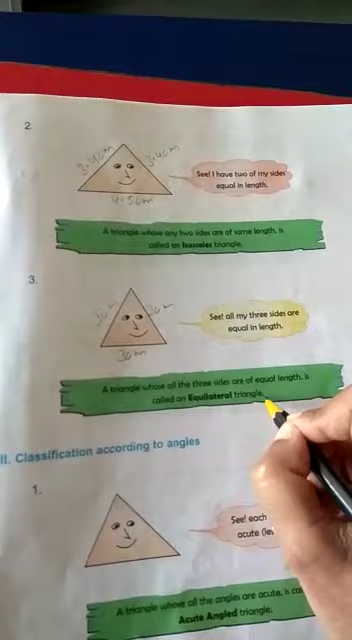 2.
3.4cm
3.4cm
4.5cm
See! I have two of my sides
equal in length.
A triangle whose any two sides are of same length, is
called an Isosceles triangle.
3.
3cm
3cm
3cm
See! all my three sides are
equal in length.
A triangle whose all the three sides are of equal length, is
called an Equilateral triangle.
II. Classification according to angles
1.
See! each
acute (les
A triangle whose all the angles are acute, is ca
Acute Angled triangle.